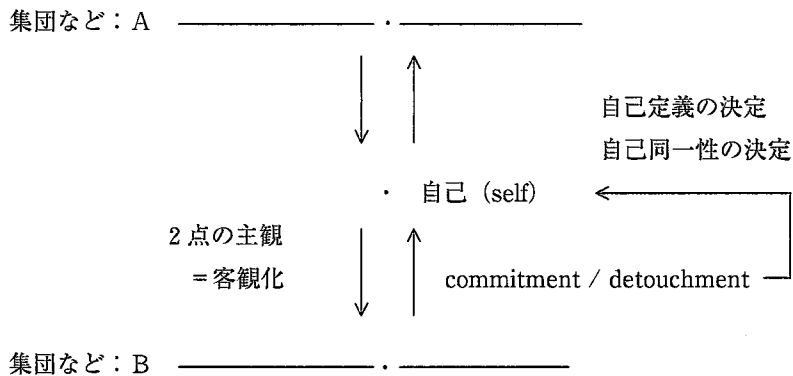 集団など：A
自己定義の決定
自己同一性の決定
・ 自己（self）
2点の主観
＝客観化
commitment / detouchment
集団など：B